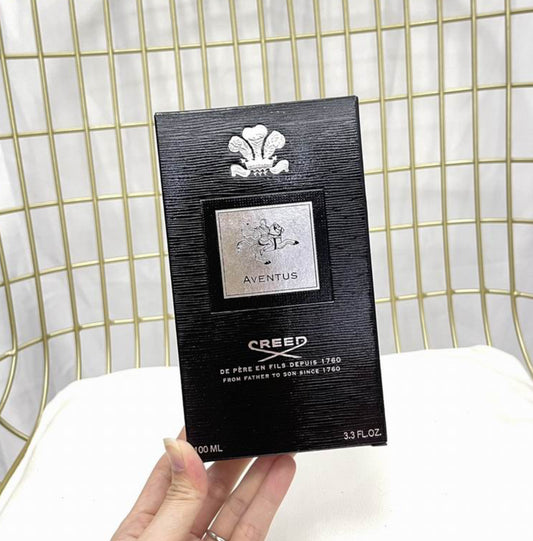 AVENTUS
CREED
DE PÈRE EN FILS DEPUIS 1760
FROM FATHER TO SON SINCE 1760
100 ML
3.3 FL.OZ.